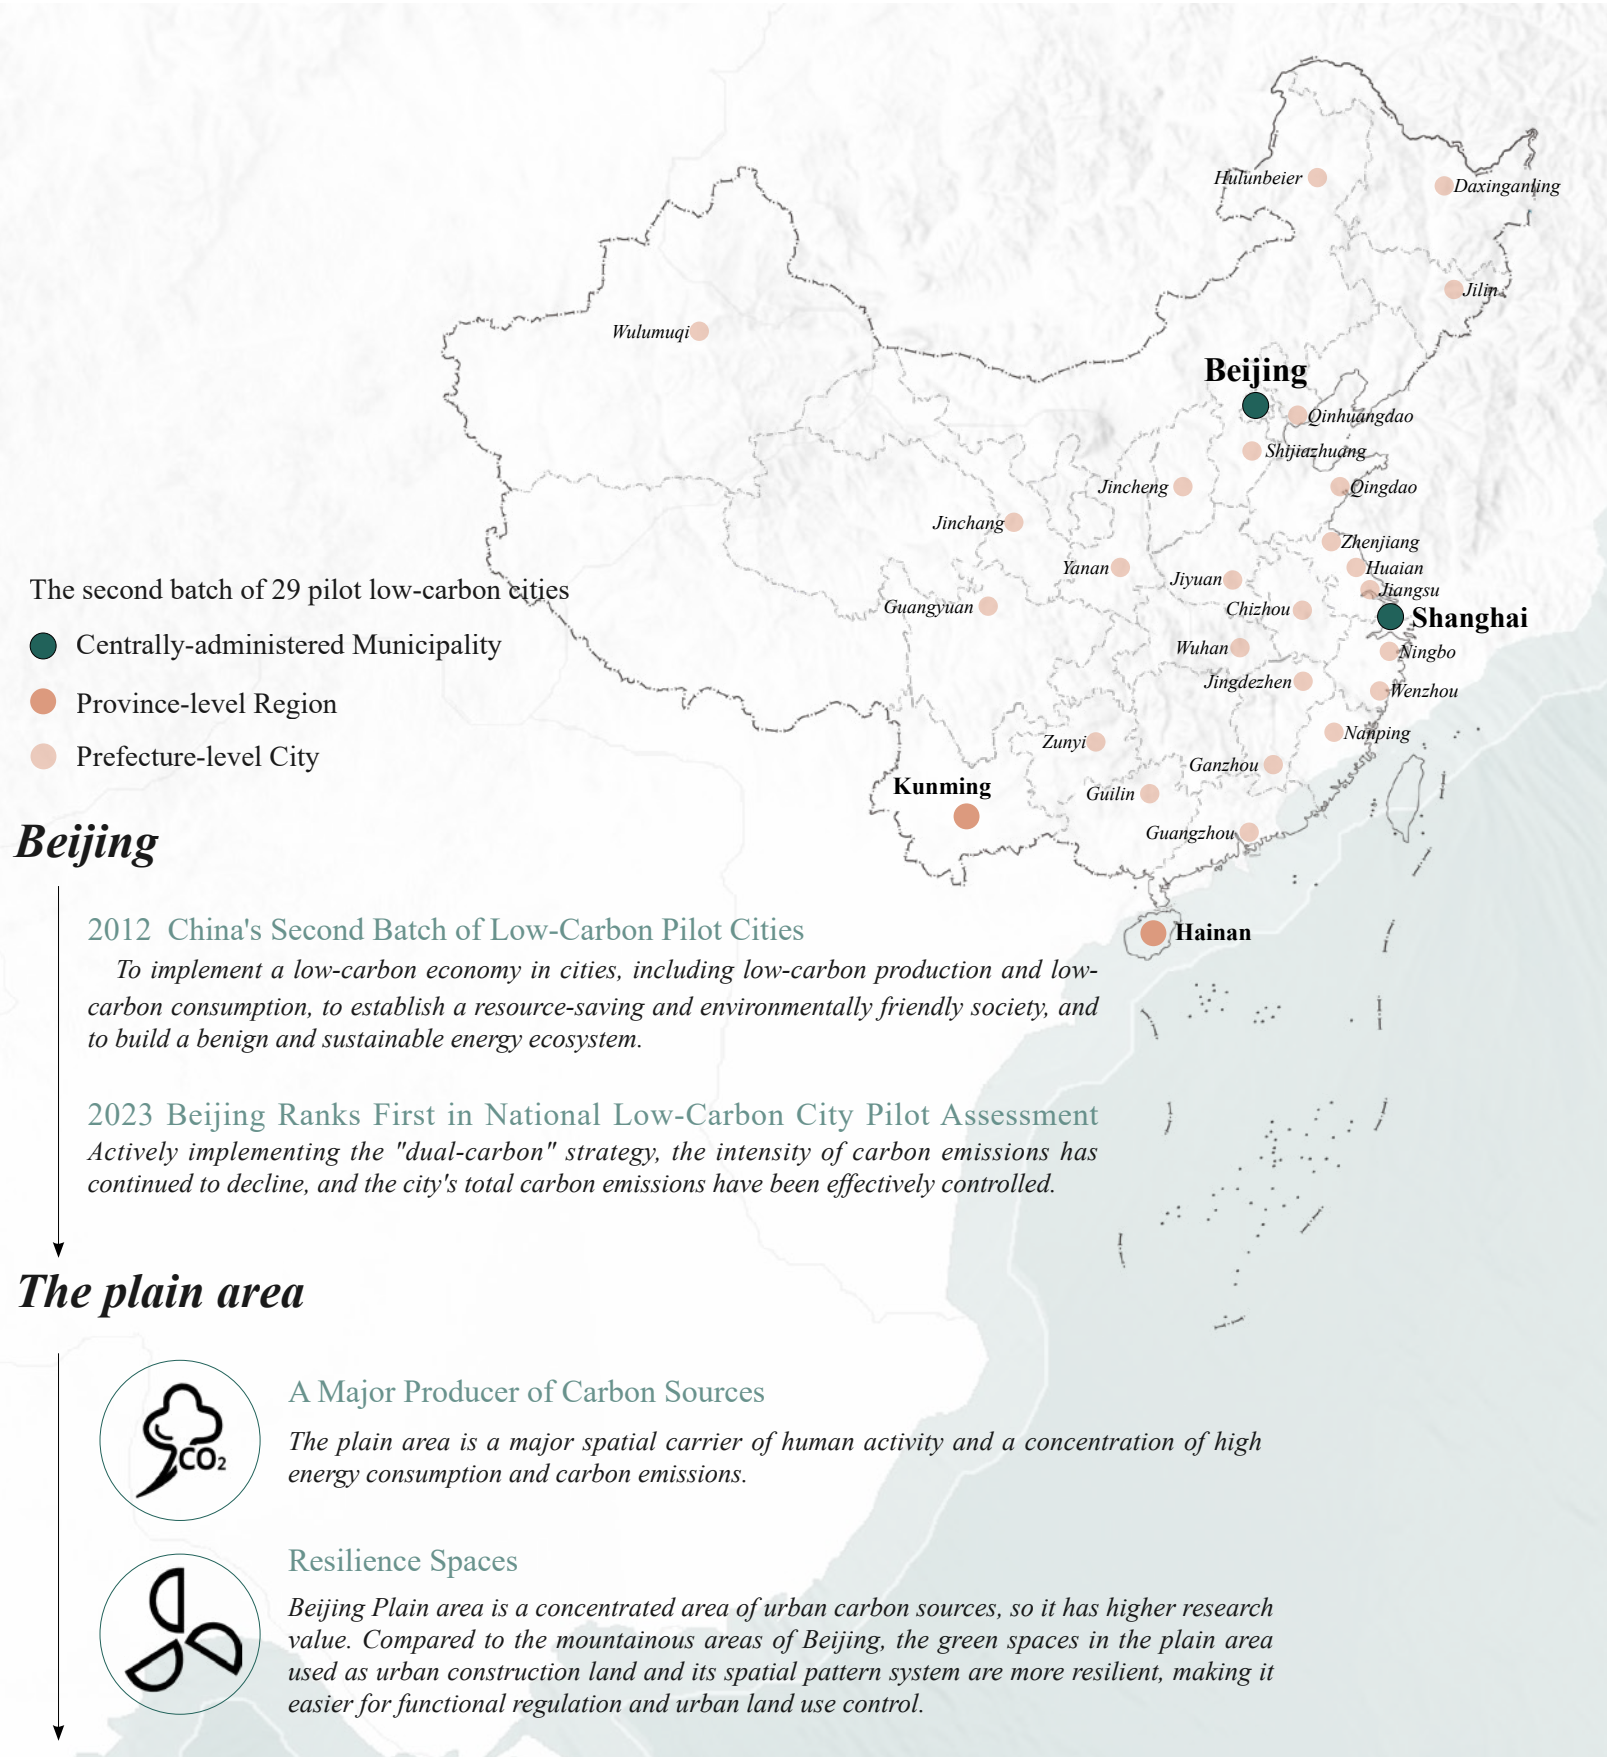 Hulunbeier
Daxinganling
Jilin
Wulumuqi
Beijing
Qinhuangdao
Shijiazhuang
Jincheng
Qingdao
Jinchang
Zhenjiang
Yanan
Huaian
Jiyuan
Jiangsu
Guangyuan
Chizhou
Shanghai
Wuhan
Ningbo
Jingdezhen
Wenzhou
Nanping
Zunyi
Ganzhou
Kunming
Guilin
Guangzhou
Hainan
The second batch of 29 pilot low-carbon cities
Centrally-administered Municipality
Province-level Region
Prefecture-level City
Beijing
2012 China's Second Batch of Low-Carbon Pilot Cities
To implement a low-carbon economy in cities, including low-carbon production and low-
carbon consumption, to establish a resource-saving and environmentally friendly society, and
to build a benign and sustainable energy ecosystem.
2023 Beijing Ranks First in National Low-Carbon City Pilot Assessment
Actively implementing the "dual-carbon" strategy, the intensity of carbon emissions has
continued to decline, and the city's total carbon emissions have been effectively controlled.
The plain area
CO₂
A Major Producer of Carbon Sources
The plain area is a major spatial carrier of human activity and a concentration of high
energy consumption and carbon emissions.
Resilience Spaces
Beijing Plain area is a concentrated area of urban carbon sources, so it has higher research
value. Compared to the mountainous areas of Beijing, the green spaces in the plain area
used as urban construction land and its spatial pattern system are more resilient, making it
easier for functional regulation and urban land use control.